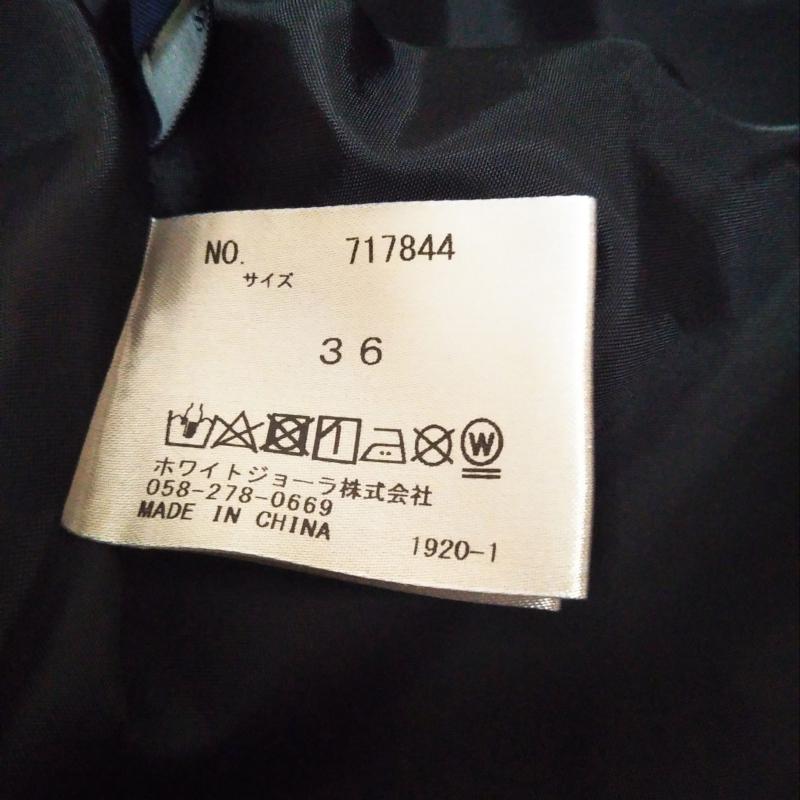 NO. 717844
サイズ
36
W
ホワイトジョーラ株式会社
058-278-0669
MADE IN CHINA
1920-1